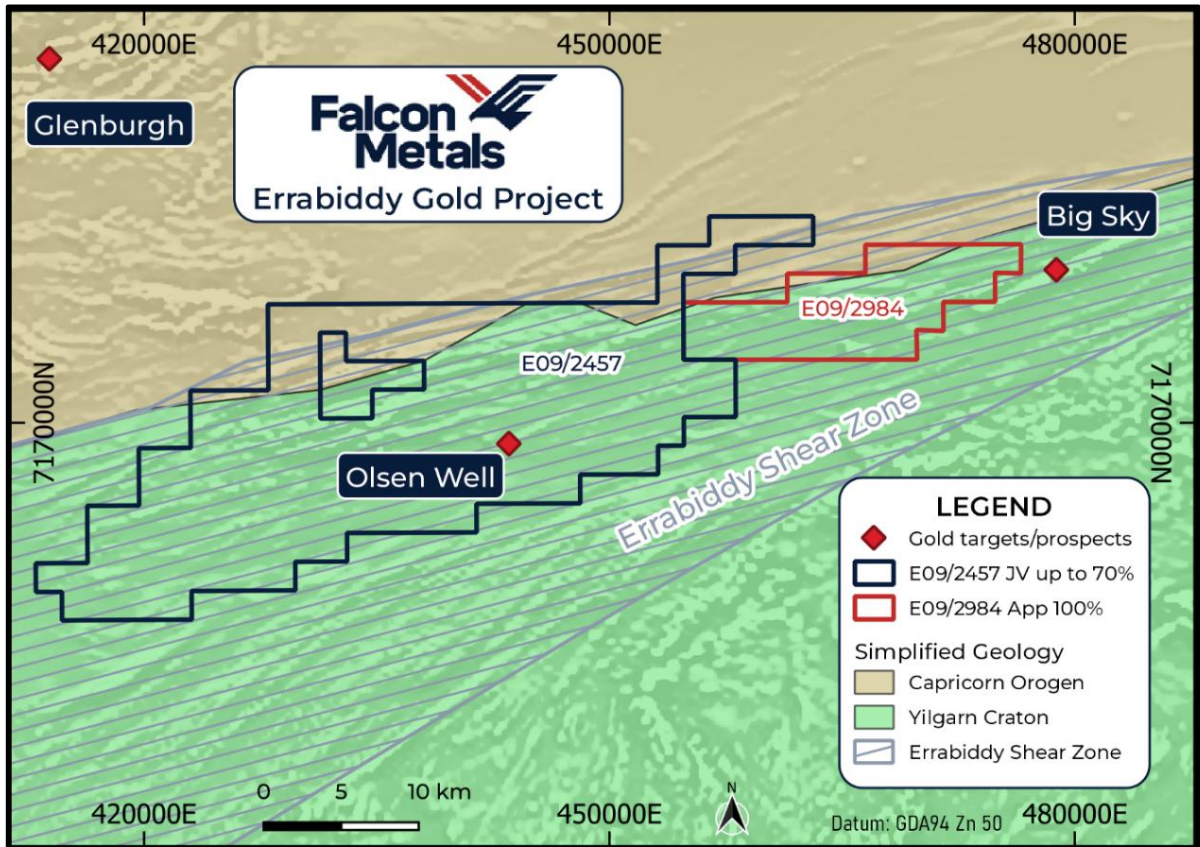 420000E
450000E
480000E
Glenburgh
Falcon
Metals
Errabiddy Gold Project
Big Sky
E09/2984
E09/2457
7170000N
7170000N
Olsen Well
Errabiddy Shear Zone
LEGEND
Gold targets/prospects
E09/2457 JV up to 70%
E09/2984 App 100%
Simplified Geology
Capricorn Orogen
Yilgarn Craton
Errabiddy Shear Zone
0 5 10 km
N
420000E
450000E
Datum: GDA94 Zn 50
480000E